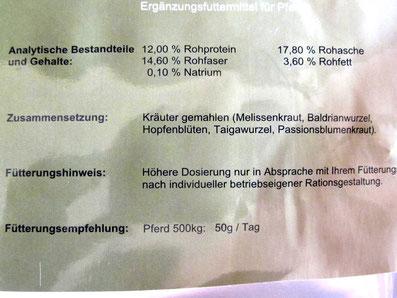 Ergänzungsfuttermittel für
Analytische Bestandteile 12,00 % Rohprotein 17,80 % Rohasche
und Gehalte: 14,60 % Rohfaser 3,60 % Rohfett
0,10 % Natrium
Zusammensetzung: Kräuter gemahlen (Melissenkraut, Baldrianwurzel,
Hopfenblüten, Taigawurzel, Passionsblumenkraut).
Fütterungshinweis: Höhere Dosierung nur in Absprache mit Ihrem
nach individueller betriebseigener Rationsgestaltung.
Fütterungsempfehlung: Pferd 500kg: 50g / Tag